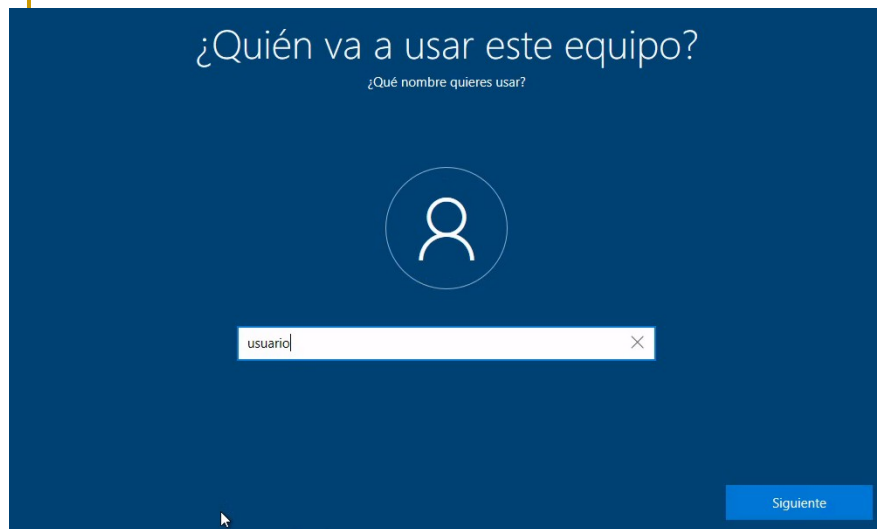 ¿Quién va a usar este equipo?
¿Qué nombre quieres usar?
usuario
Siguiente